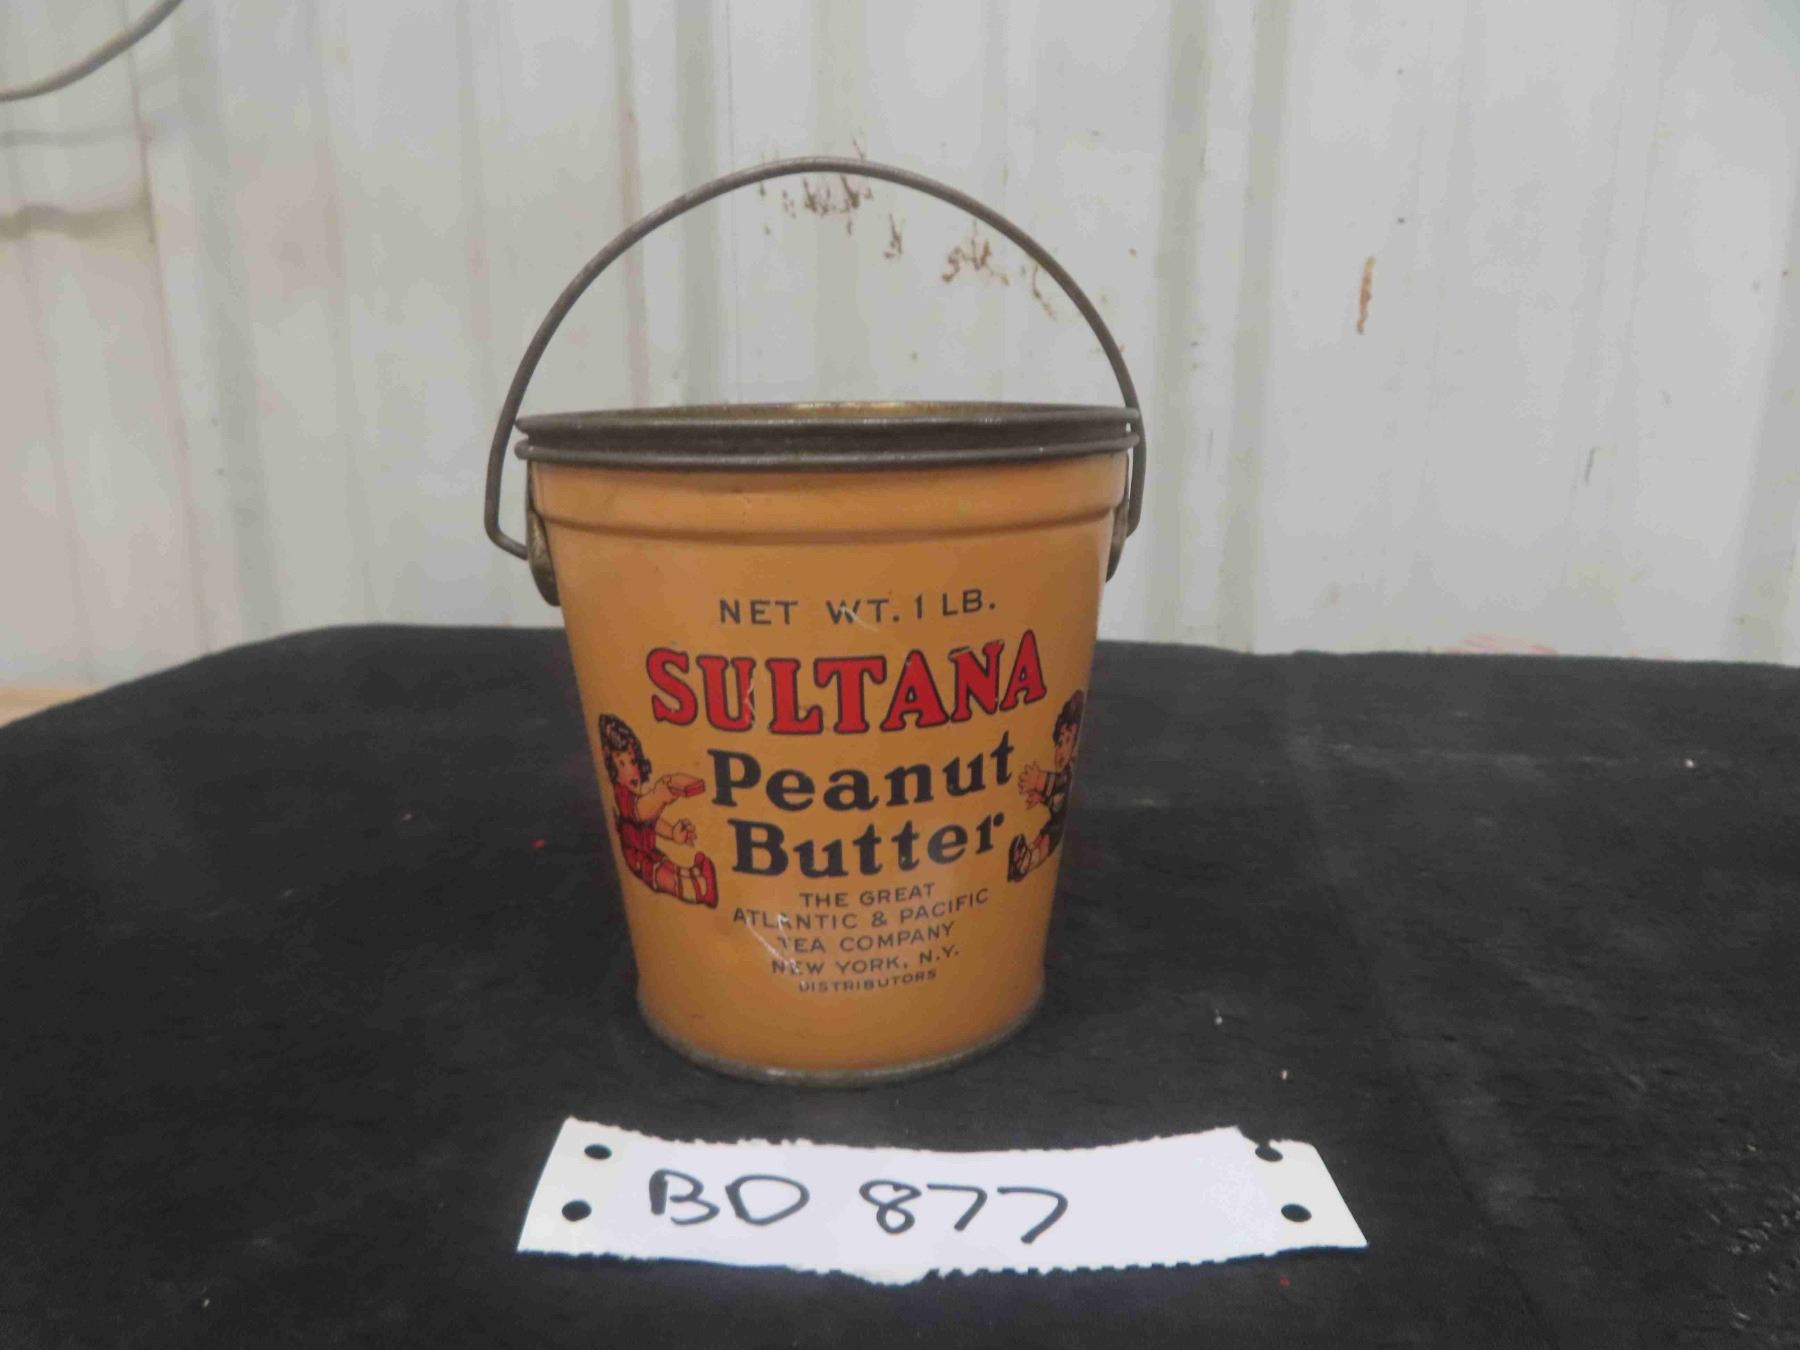 NET WT. 1 LB.
SULTANA
Peanut
Butter
THE GREAT
ATLANTIC & PACIFIC
TEA COMPANY
NEW YORK, N.Y.
DISTRIBUTORS
BD 877